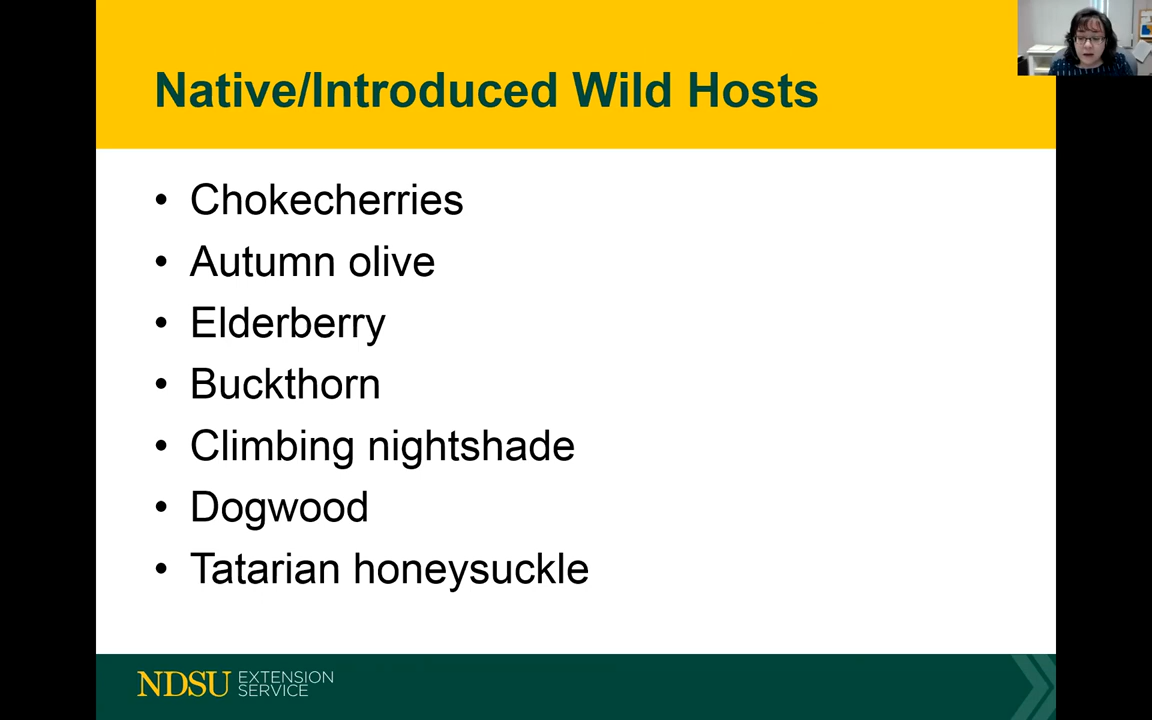 Native/Introduced Wild Hosts
• Chokecherries
• Autumn olive
• Elderberry
• Buckthorn
• Climbing nightshade
• Dogwood
• Tatarian honeysuckle
NDSU EXTENSION
SERVICE